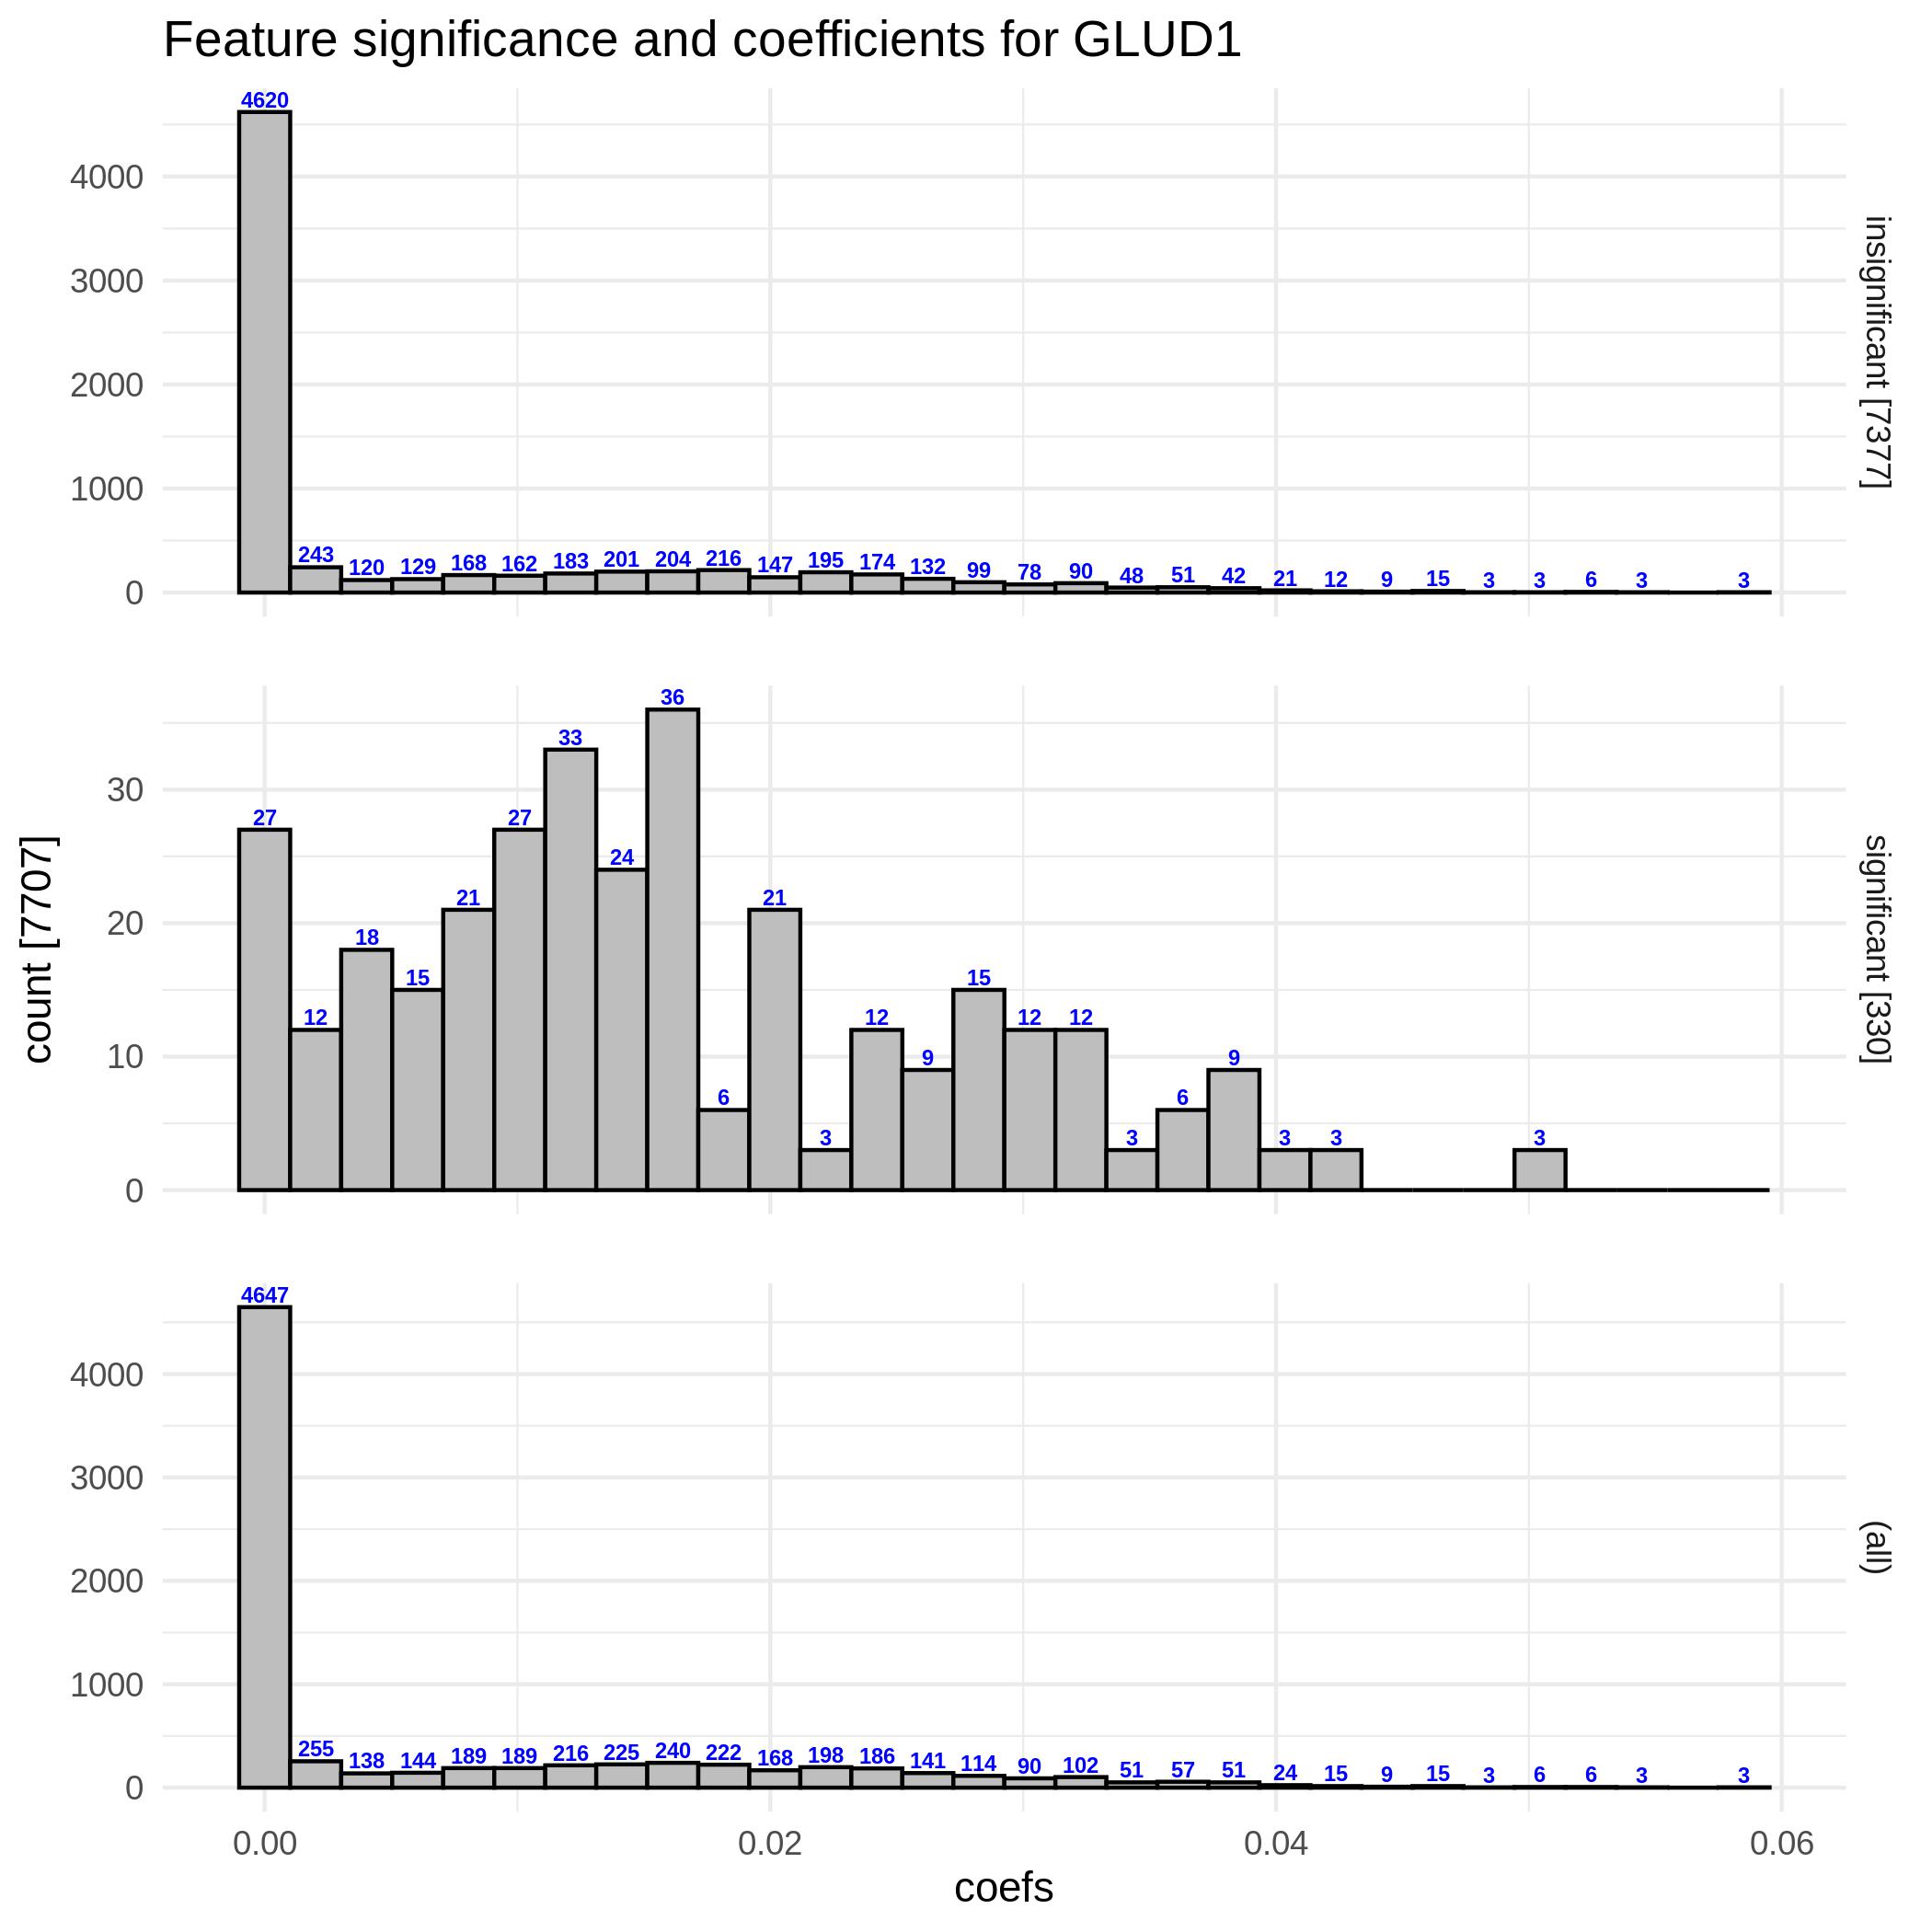 Feature significance and coefficients for GLUD1
4620
4000
3000
2000
1000
0
243 120 129 168 162 183 201 204 216 147 195 174 132 99 78 90 48 51 42 21 12 9 15 3 3 6 3 3
insignificant [7377]
36
33
30
27 27
24
21 21
20
18
15 15
12 12 12 12
10
9 9
6 6
3 3 3 3 3
0
significant [330]
count [7707]
4647
4000
3000
2000
1000
0
255 138 144 189 189 216 225 240 222 168 198 186 141 114 90 102 51 57 51 24 15 9 15 3 6 6 3 3
(all)
0.00 0.02 0.04 0.06
coefs